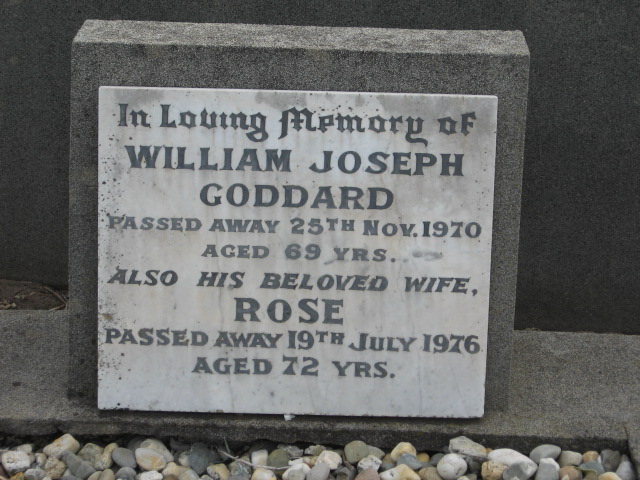 In Loving Memory of
WILLIAM JOSEPH
GODDARD
PASSED AWAY 25TH NOV. 1970
AGED 69 YRS.
ALSO HIS BELOVED WIFE,
ROSE
PASSED AWAY 19TH JULY 1976
AGED 72 YRS.